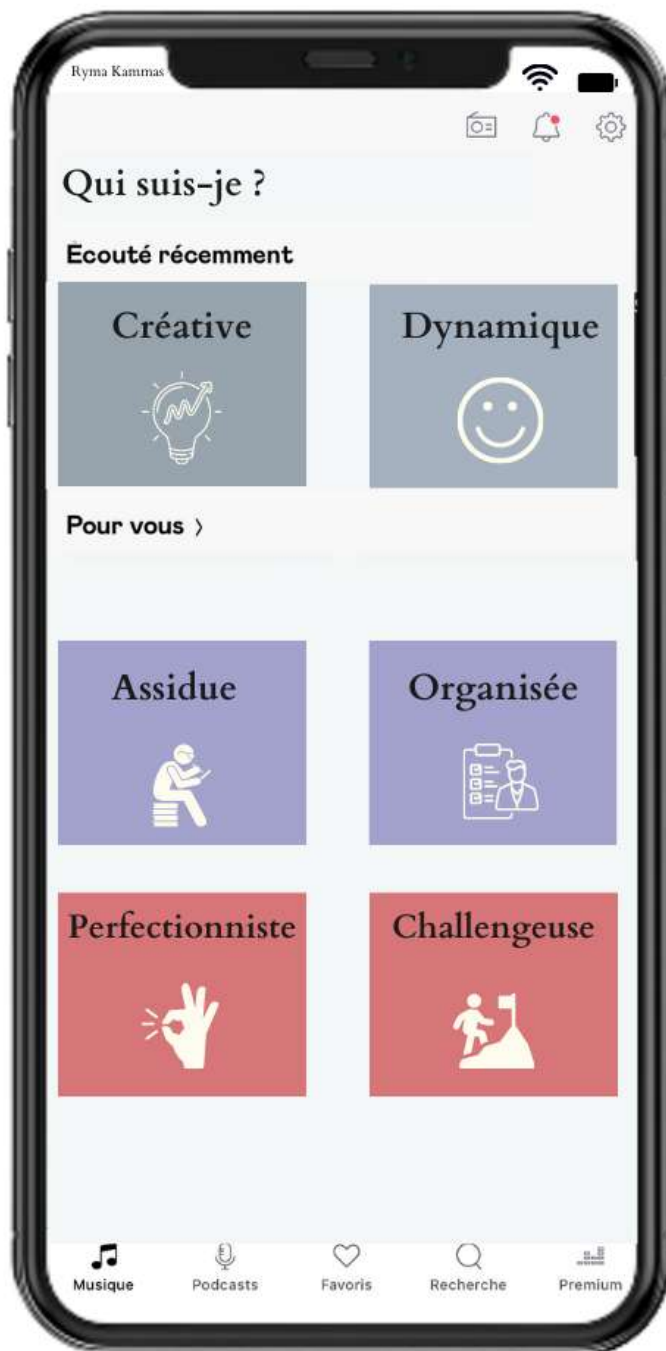 Ryma Kammas
Qui suis-je ?
Ecouté récemment
Créative
Dynamique
Pour vous >
Assidue
Organisée
Perfectionniste
Challengeuse
Musique
Podcasts
Favoris
Recherche
Premium